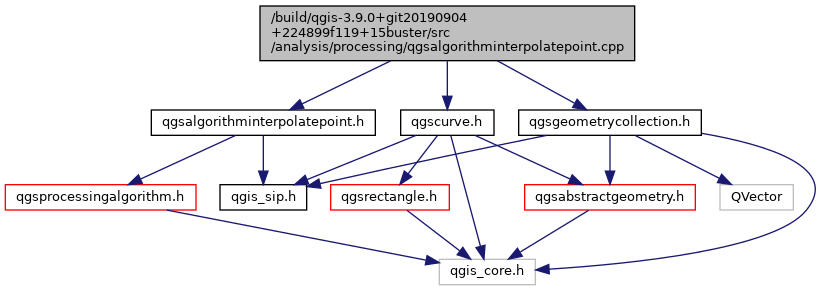 /build/qgis-3.9.0+git20190904
+224899f119+15buster/src
/analysis/processing/qgsalgorithminterpolatepoint.cpp
qgsalgorithminterpolatepoint.h
qgscurve.h
qgsgeometrycollection.h
qgsprocessingalgorithm.h
qgis_sip.h
qgsrectangle.h
qgsabstractgeometry.h
QVector
qgis_core.h